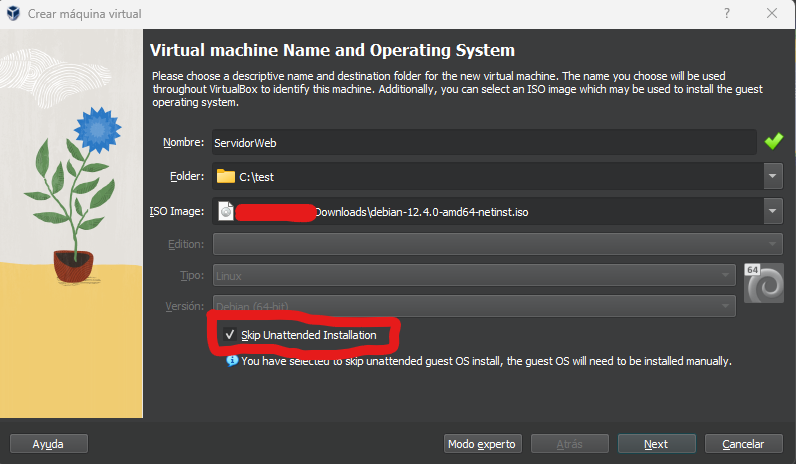 Crear máquina virtual
Virtual machine Name and Operating System
Please choose a descriptive name and destination folder for the new virtual machine. The name you choose will be used
throughout VirtualBox to identify this machine. Additionally, you can select an ISO image which may be used to install the guest
operating system.
Nombre: ServidorWeb
Folder: C:\test
ISO Image: Downloads\debian-12.4.0-amd64-netinst.iso
Edition:
Tipo: Linux
64
Versión: Debian (64-bit)
Skip Unattended Installation
You have selected to skip unattended guest OS install, the guest OS will need to be installed manually.
Ayuda Modo experto Atrás Next Cancelar